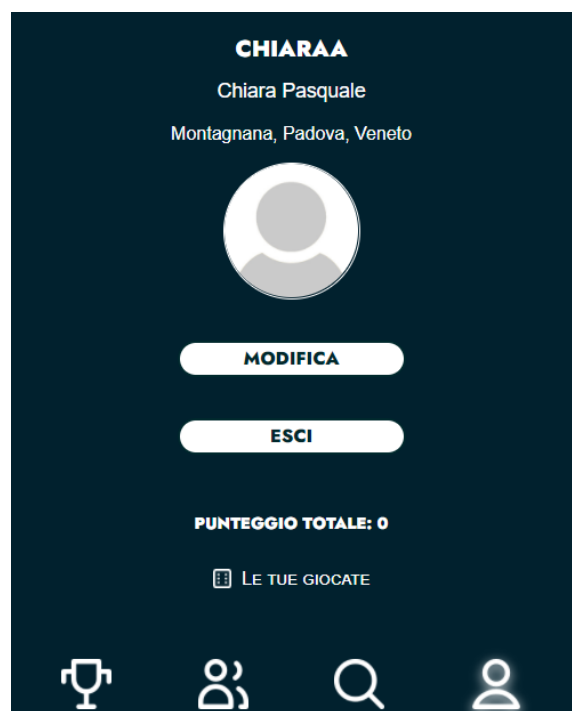 CHIARAA
Chiara Pasquale
Montagnana, Padova, Veneto
MODIFICA
ESCI
PUNTEGGIO TOTALE: 0
LE TUE GIOCATE